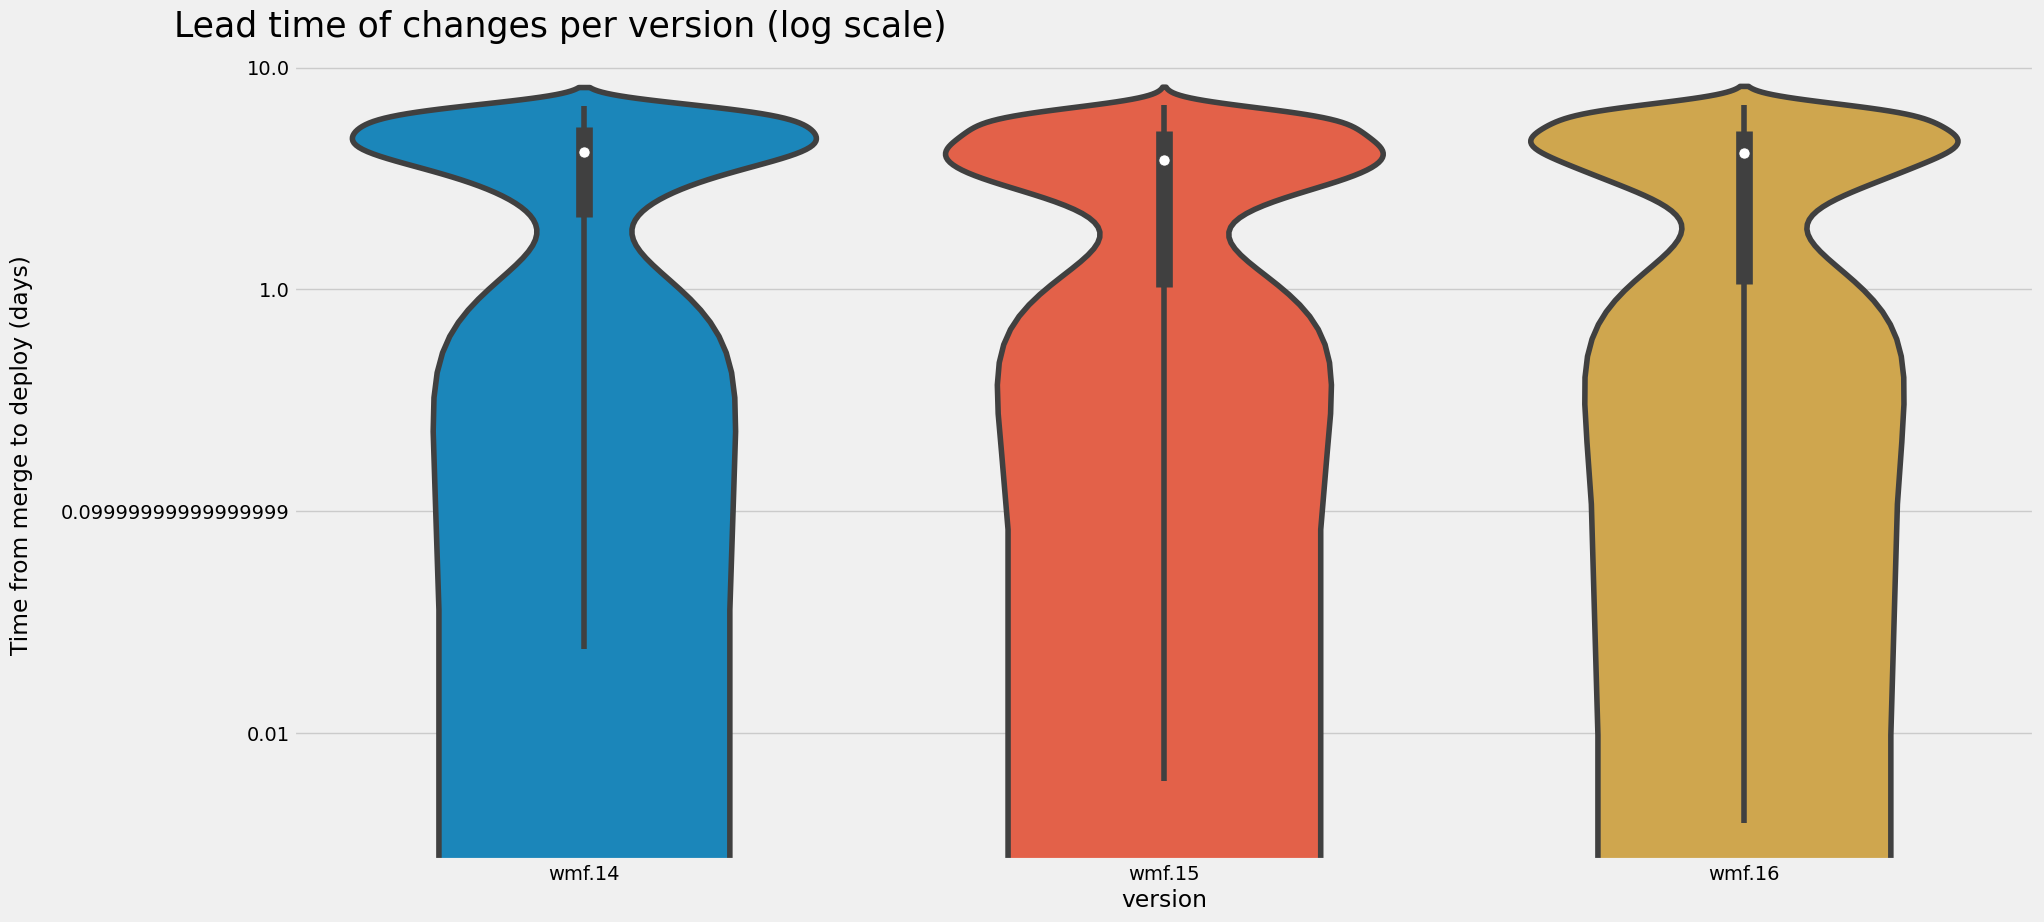 Lead time of changes per version (log scale)
Time from merge to deploy (days)
10.0
1.0
0.09999999999999999
0.01
wmf.14
wmf.15
wmf.16
version